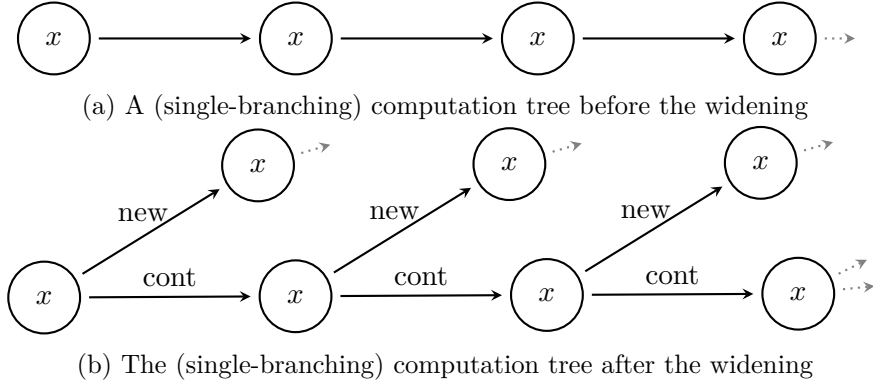 x x x x
(a) A (single-branching) computation tree before the widening
x x x
new new new
x x x x
cont cont cont
(b) The (single-branching) computation tree after the widening